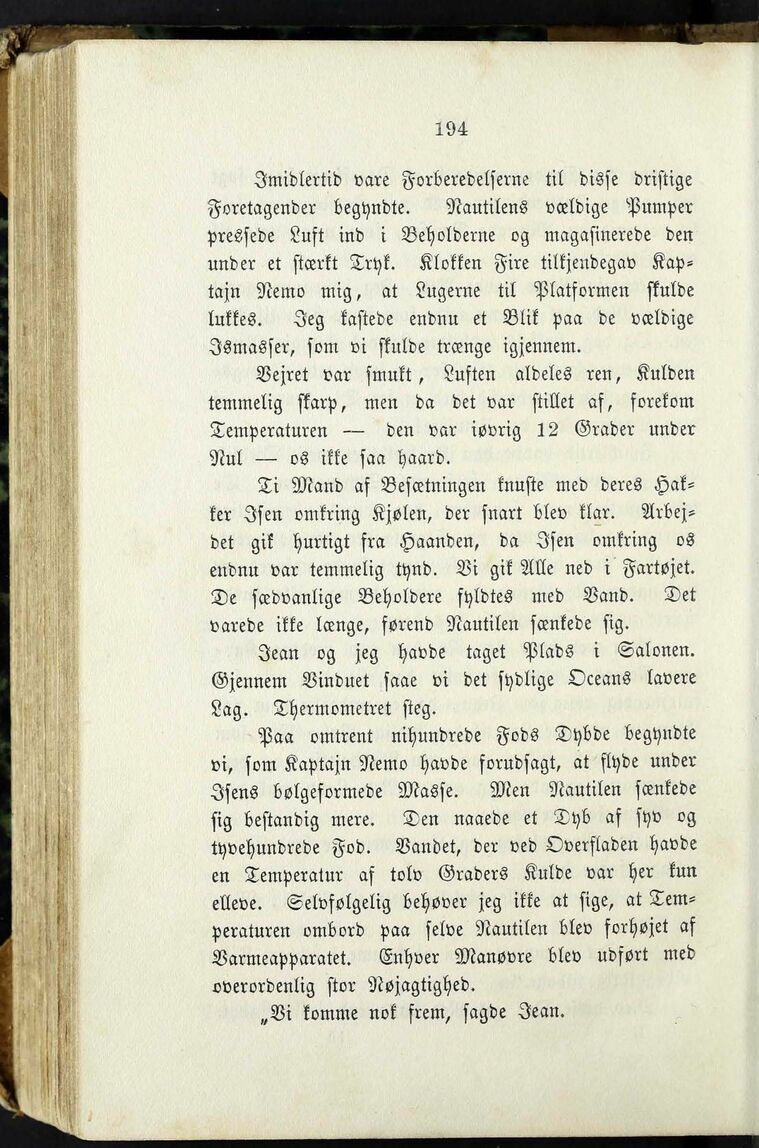 194
Imidlertid vare Forberedelserne til disse dristige
Foretagender begyndte. Nautilens vældige Pumper
pressede Luft ind i Beholderne og magasinerede den
under et stærkt Tryk. Klokken Fire tilkjendegav Kap-
tajn Nemo mig, at Lugerne til Platformen skulde
lukkes. Jeg kastede endnu et Blik paa de vældige
Ismasser, som vi skulde trænge igjennem.
Vejret var smukt, Luften aldeles ren, Kulden
temmelig skarp, men da det var stillet af, forekom
Temperaturen — den var iøvrig 12 Grader under
Nul — os ikke saa haard.
Ti Mand af Besætningen knuste med deres Hak-
ker Isen omkring Kjølen, der snart blev klar. Arbej-
det gik hurtigt fra Haanden, da Isen omkring os
endnu var temmelig tynd. Vi gik Alle ned i Fartøjet.
De sædvanlige Beholdere fyldtes med Vand. Det
varede ikke længe, førend Nautilen sænkede sig.
Jean og jeg havde taget Plads i Salonen.
Gjennem Vinduet saae vi det sydlige Oceans lavere
Lag. Thermometret steg.
Paa omtrent nihundrede Fods Dybde begyndte
vi, som Kaptajn Nemo havde forudsagt, at flyde under
Isens bølgeformede Masse. Men Nautilen sænkede
sig bestandig mere. Den naaede et Dyb af syv og
tyvehundrede Fod. Vandet, der ved Overfladen havde
en Temperatur af tolv Graders Kulde var her kun
elleve. Selvfølgelig behøver jeg ikke at sige, at Tem-
peraturen ombord paa selve Nautilen blev forhøjet af
Varmeapparatet. Enhver Manøvre blev udført med
overordenlig stor Nøjagtighed.
„Vi komme nok frem, sagde Jean.